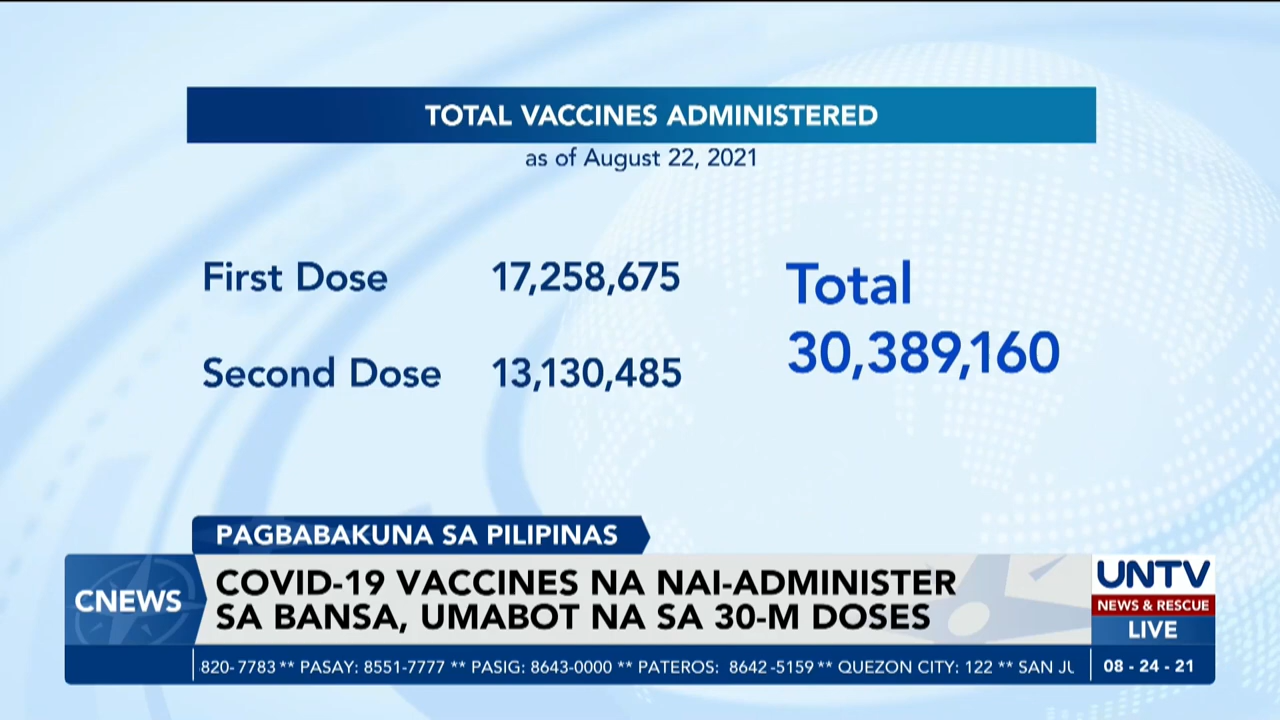 TOTAL VACCINES ADMINISTERED
as of August 22, 2021
First Dose 17,258,675
Second Dose 13,130,485
Total
30,389,160
PAGBABAKUNA SA PILIPINAS
CNEWS
COVID-19 VACCINES NA NAI-ADMINISTER
SA BANSA, UMABOT NA SA 30-M DOSES
UNTV
NEWS & RESCUE
LIVE
820-7783 ** PASAY: 8551-7777 ** PASIG: 8643-0000 ** PATEROS: 8642-5159 ** QUEZON CITY: 122 ** SAN JU
08 - 24 - 21